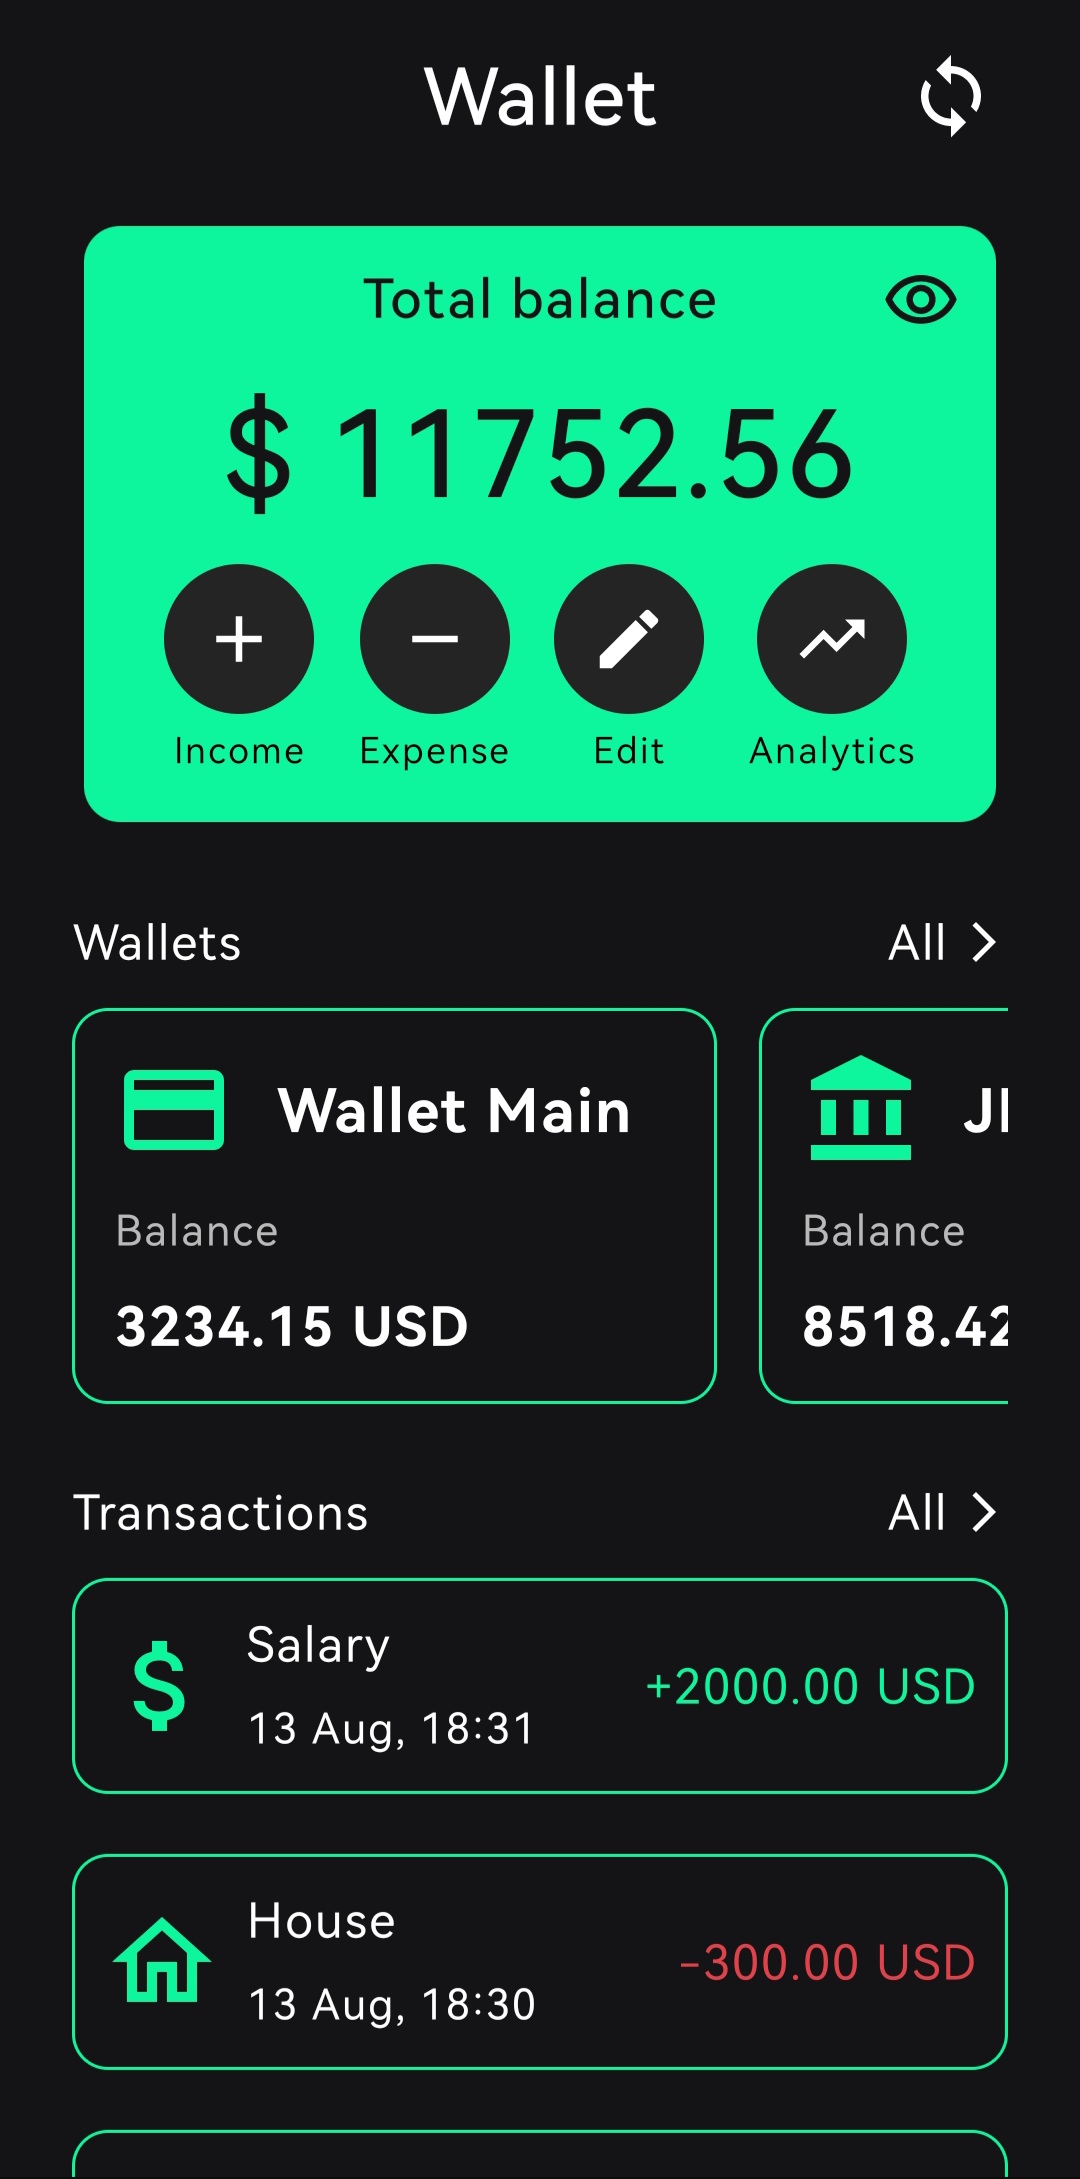 Wallet
Total balance
$ 11752.56
Income Expense Edit Analytics
Wallets All
Wallet Main
Balance Balance
3234.15 USD 8518.42
Transactions All
Salary
+2000.00 USD
13 Aug, 18:31
House
-300.00 USD
13 Aug, 18:30